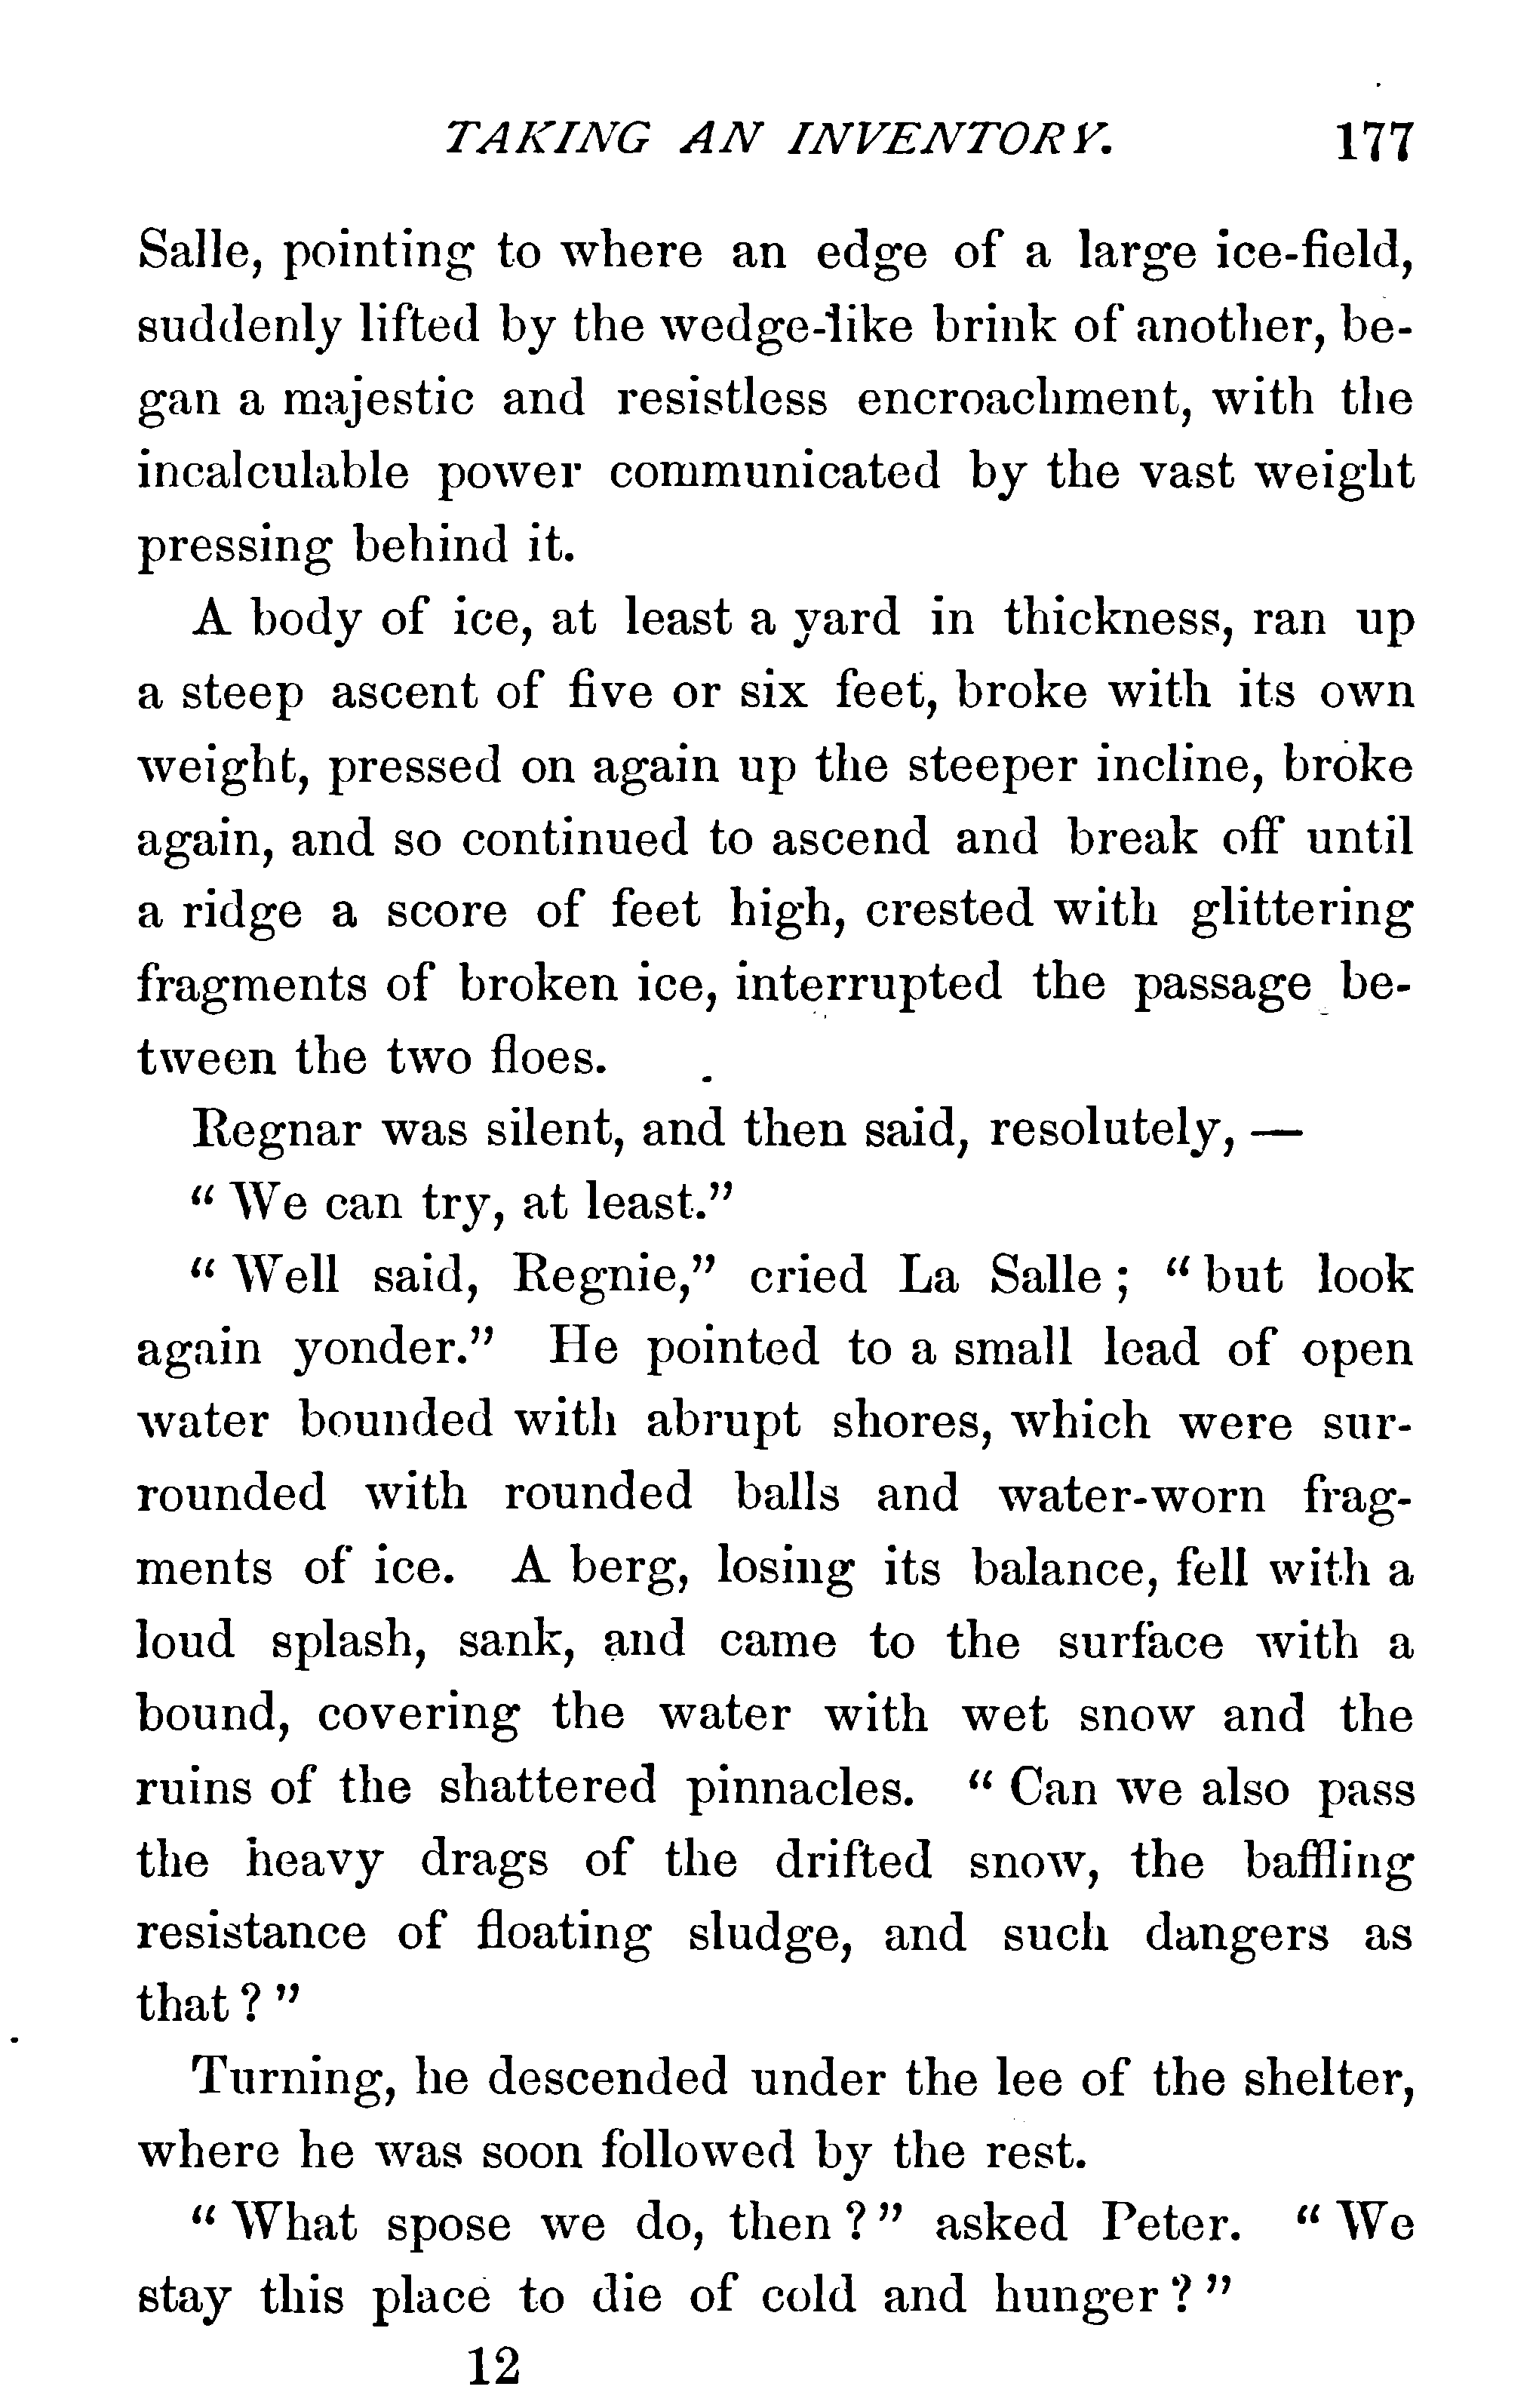 TAKING AN INVENTORY. 177
Salle, pointing to where an edge of a large ice-field,
suddenly lifted by the wedge-like brink of another, be-
gan a majestic and resistless encroachment, with the
incalculable power communicated by the vast weight
pressing behind it.
A body of ice, at least a yard in thickness, ran up
a steep ascent of five or six feet, broke with its own
weight, pressed on again up the steeper incline, broke
again, and so continued to ascend and break off until
a ridge a score of feet high, crested with glittering
fragments of broken ice, interrupted the passage be-
tween the two floes.
Regnar was silent, and then said, resolutely, —
“ We can try, at least.”
“ Well said, Regnie,” cried La Salle ; “ but look
again yonder.” He pointed to a small lead of open
water bounded with abrupt shores, which were sur-
rounded with rounded balls and water-worn frag-
ments of ice. A berg, losing its balance, fell with a
loud splash, sank, and came to the surface with a
bound, covering the water with wet snow and the
ruins of the shattered pinnacles. “ Can we also pass
the heavy drags of the drifted snow, the baffling
resistance of floating sludge, and such dangers as
that ? ”
Turning, he descended under the lee of the shelter,
where he was soon followed by the rest.
“ What spose we do, then ? ” asked Peter. “ We
stay this place to die of cold and hunger ? ”
12